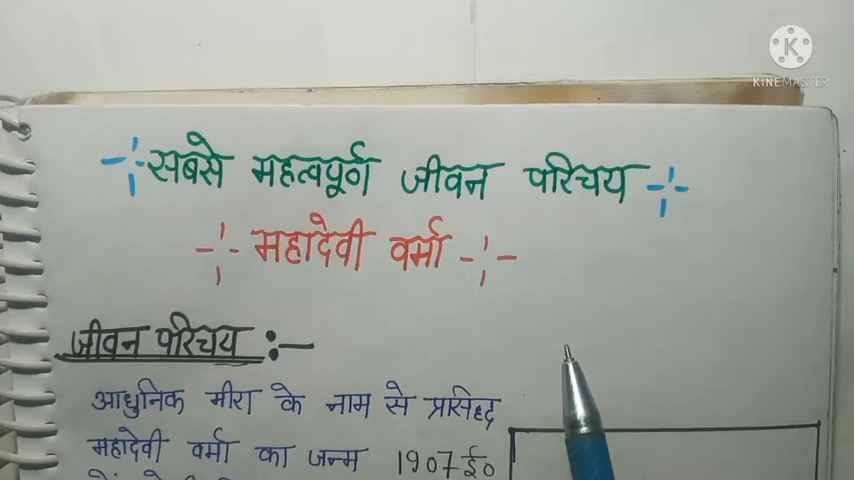 KINEMASTER
सबसे महत्वपूर्ण जीवन परिचय
महादेवी वर्मा
जीवन परिचय :-
आधुनिक मीरा के नाम से प्रसिद्ध
महादेवी वर्मा का जन्म 1907 ई०